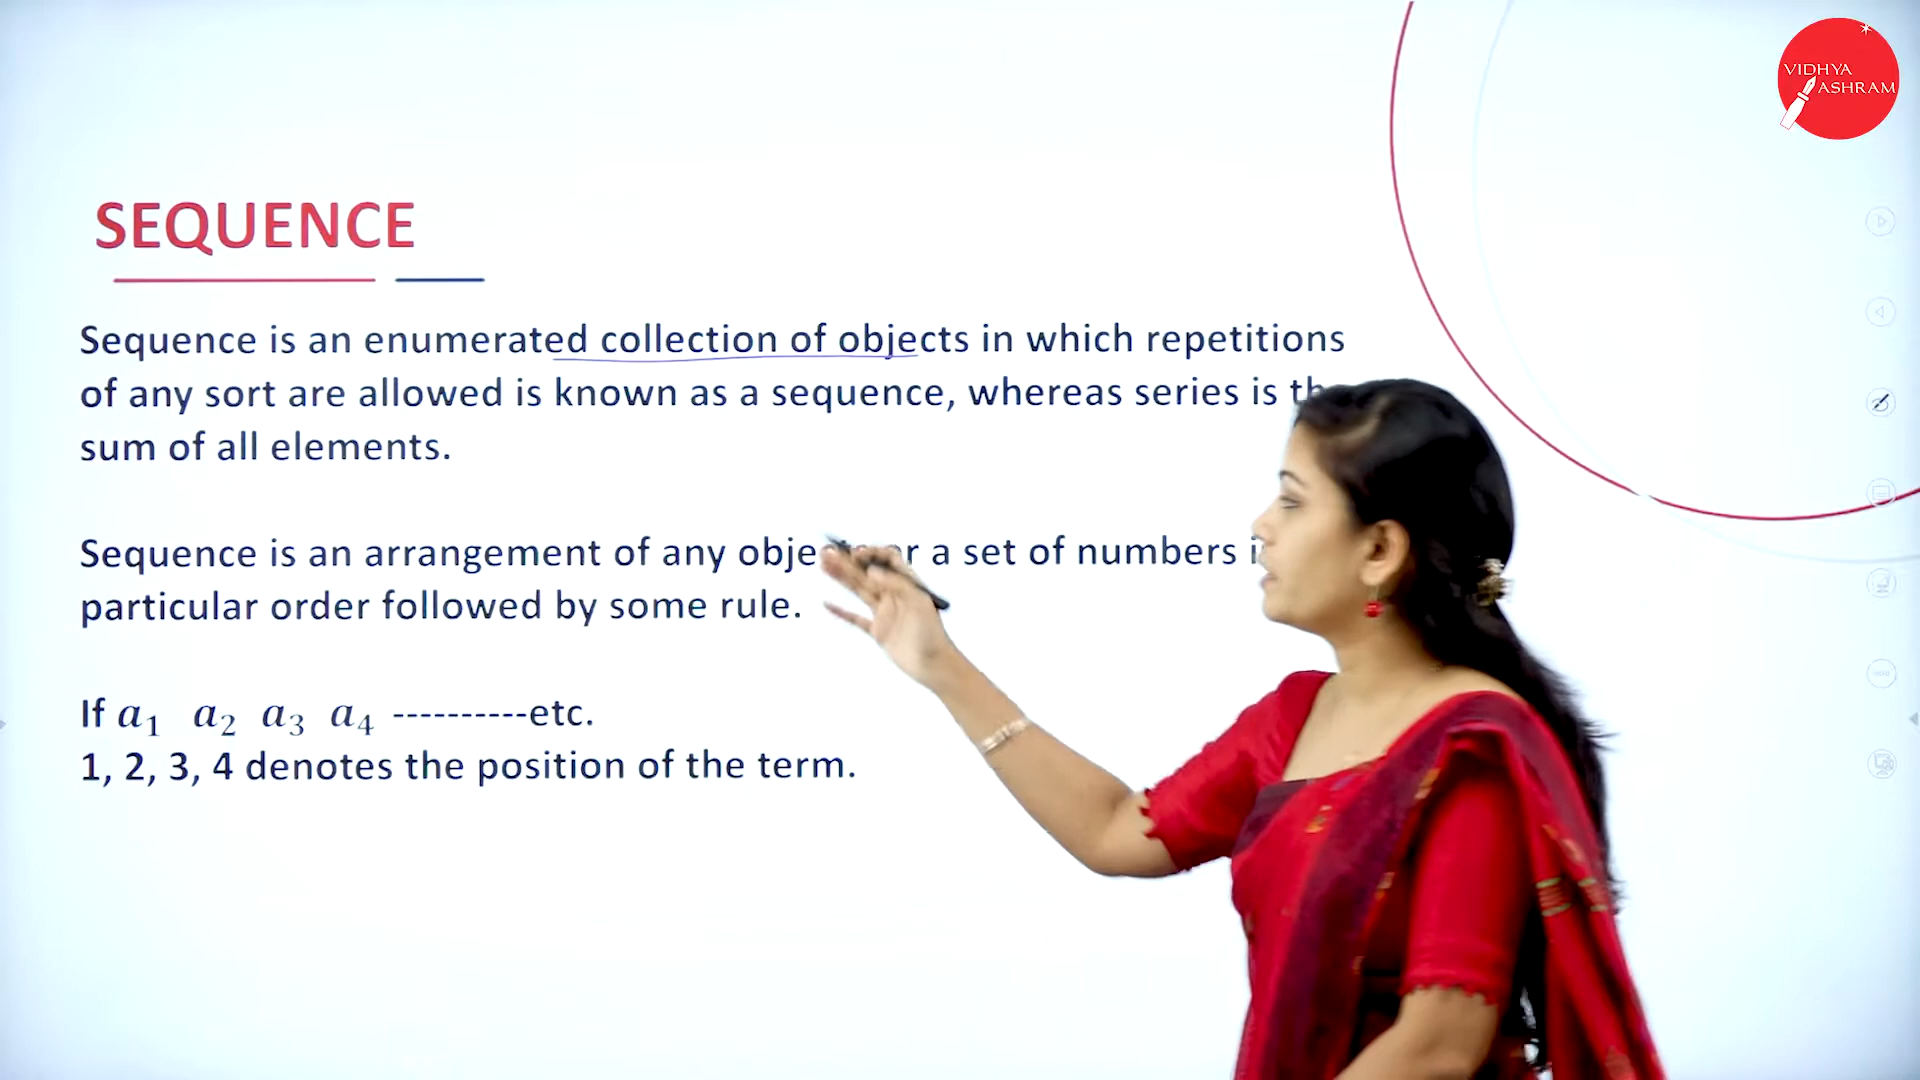 VIDHYA
ASHRAM
SEQUENCE
Sequence is an enumerated collection of objects in which repetitions
of any sort are allowed is known as a sequence, whereas series is
sum of all elements.
Sequence is an arrangement of any a set of numbers
particular order followed by some rule.
If a₁ a₂ a₃ a₄ ----------etc.
1, 2, 3, 4 denotes the position of the term.